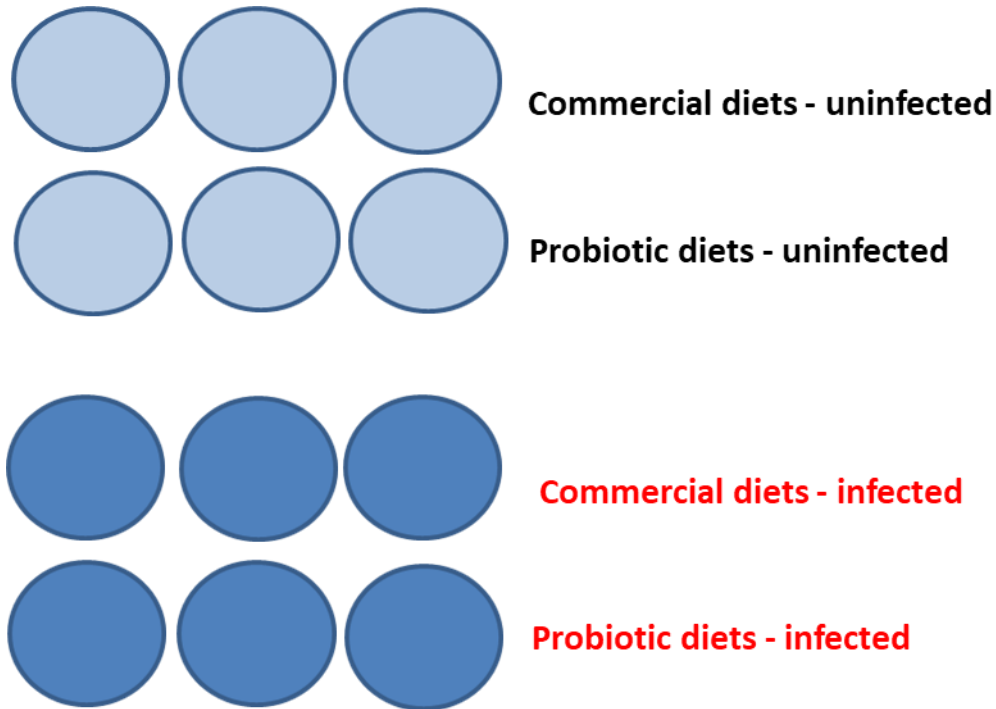 Commercial diets - uninfected
Probiotic diets - uninfected
Commercial diets - infected
Probiotic diets - infected